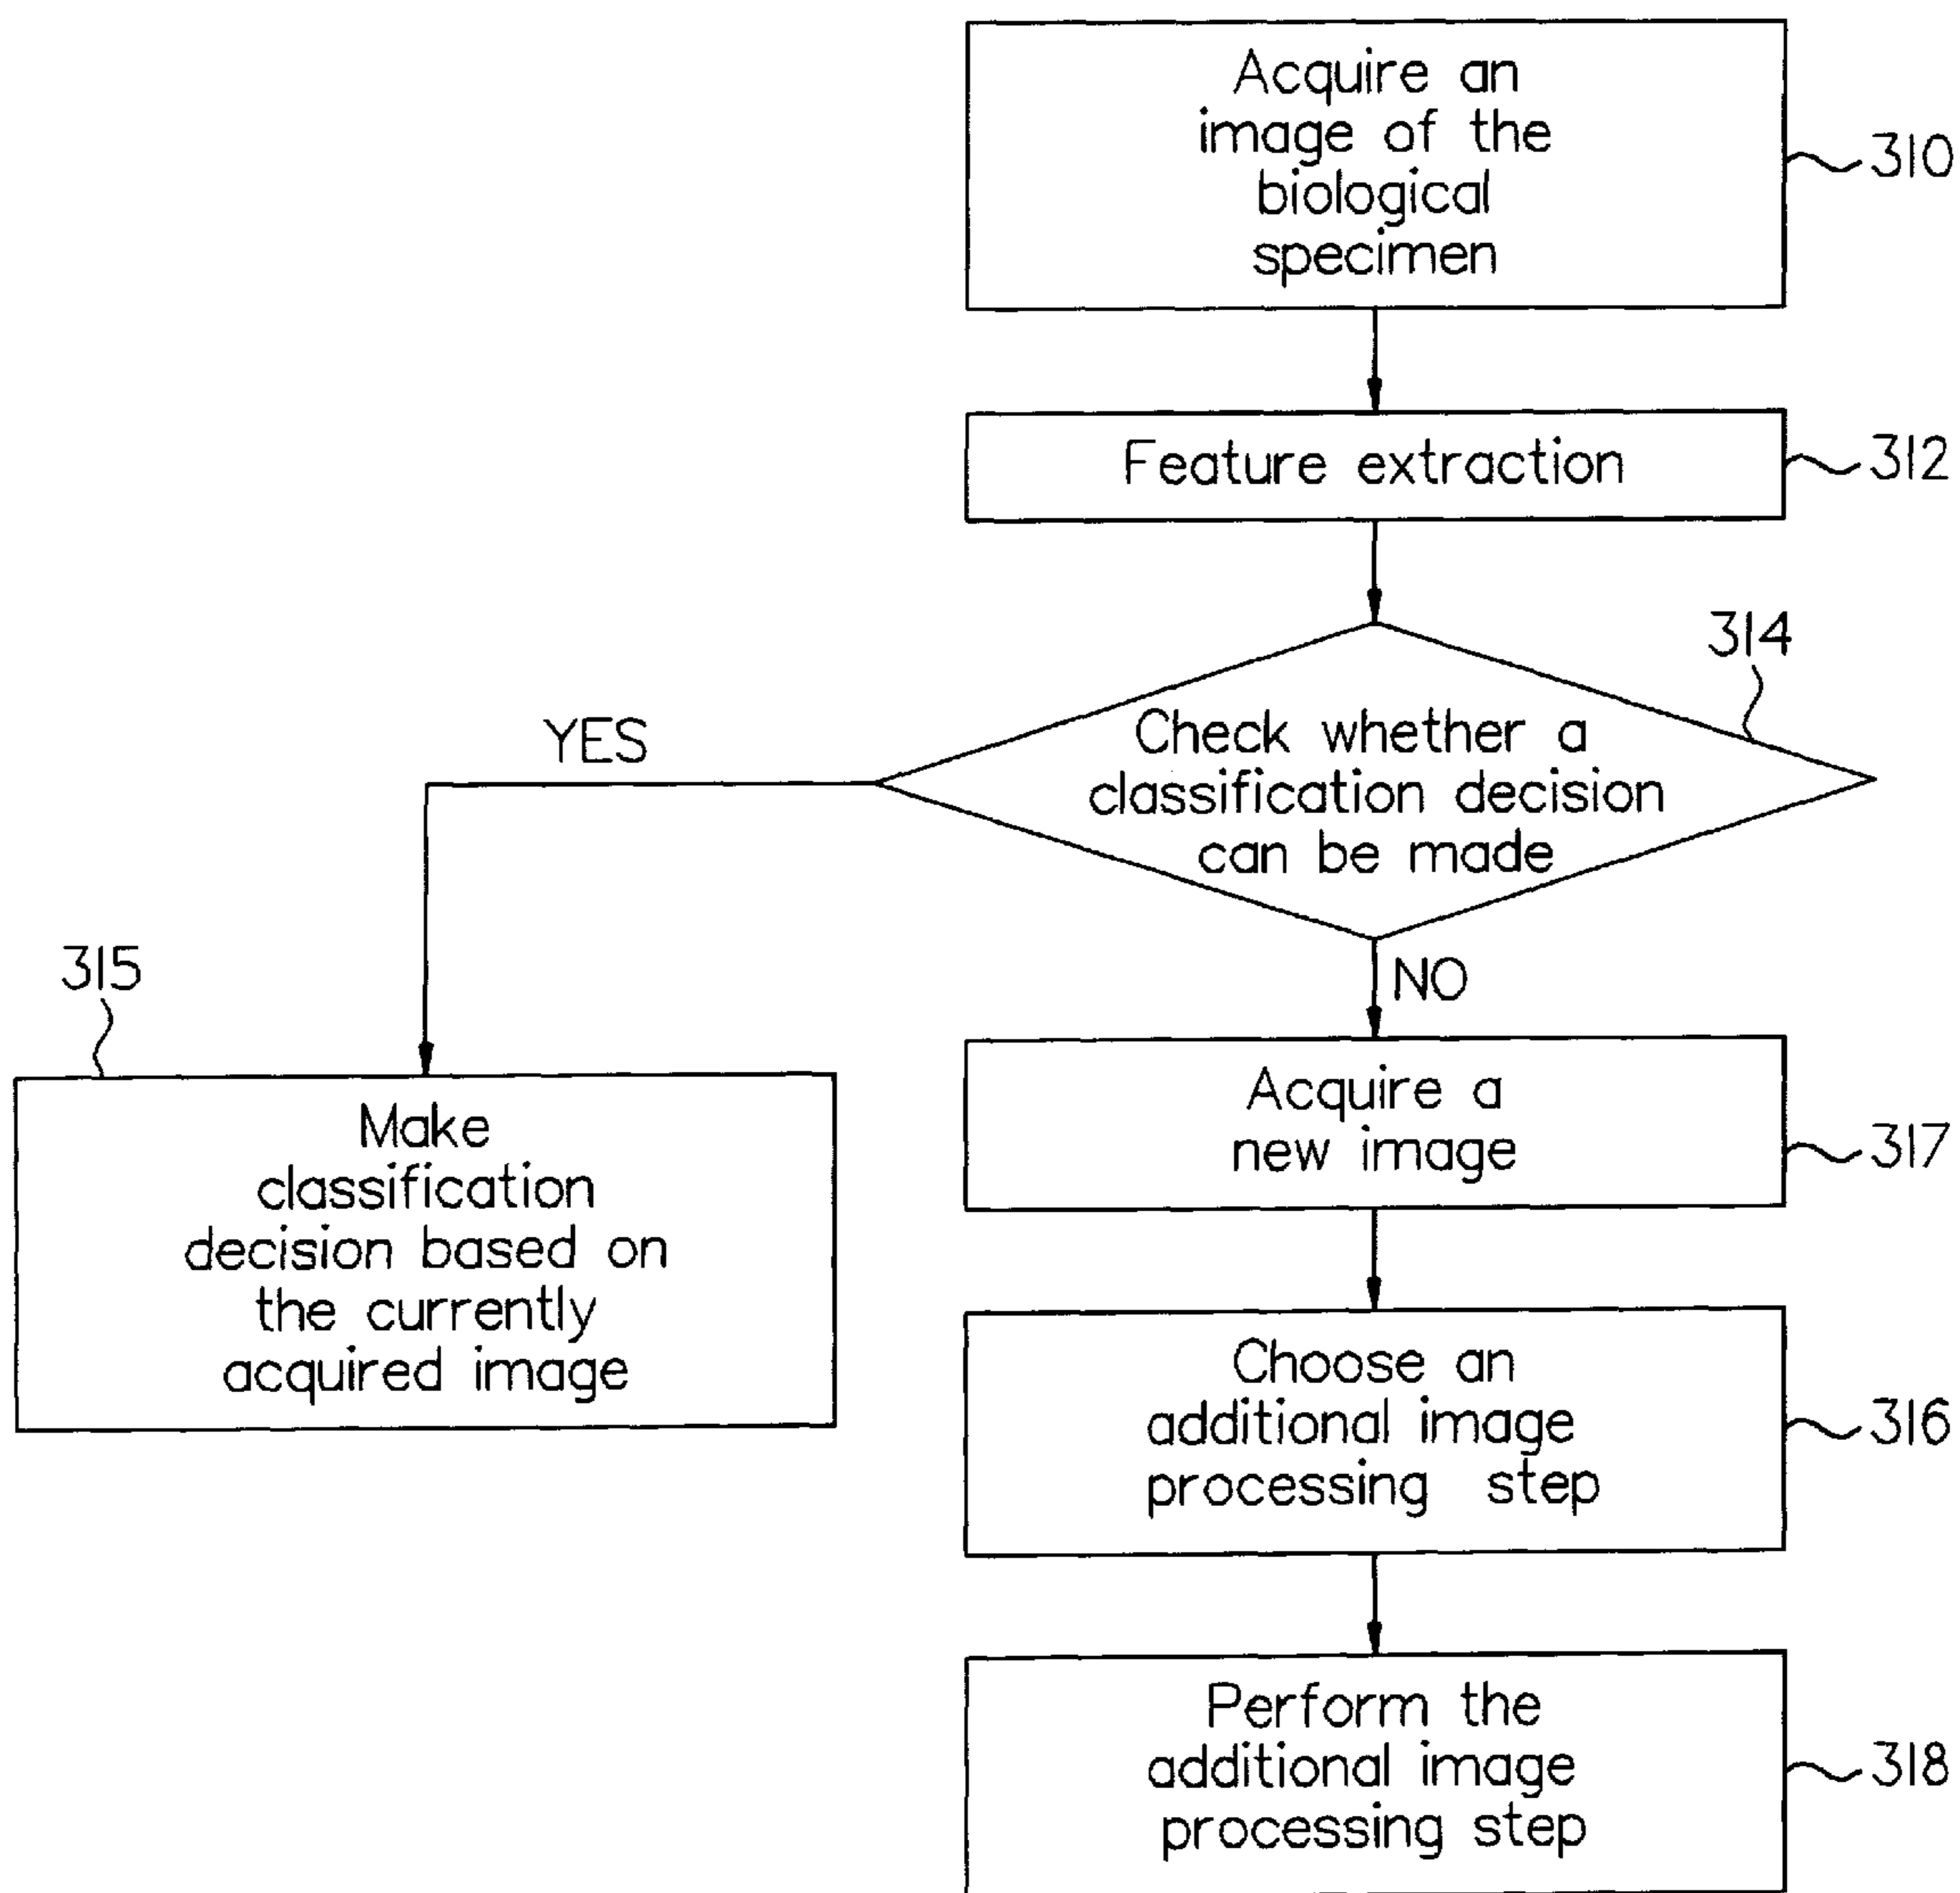 Acquire an
image of the
biological
specimen
310
Feature extraction
312
314
Check whether a
classification decision
can be made
YES
NO
315
Make
classification
decision based on
the currently
acquired image
Acquire a
new image
317
Choose an
additional image
processing step
316
Perform the
additional image
processing step
318